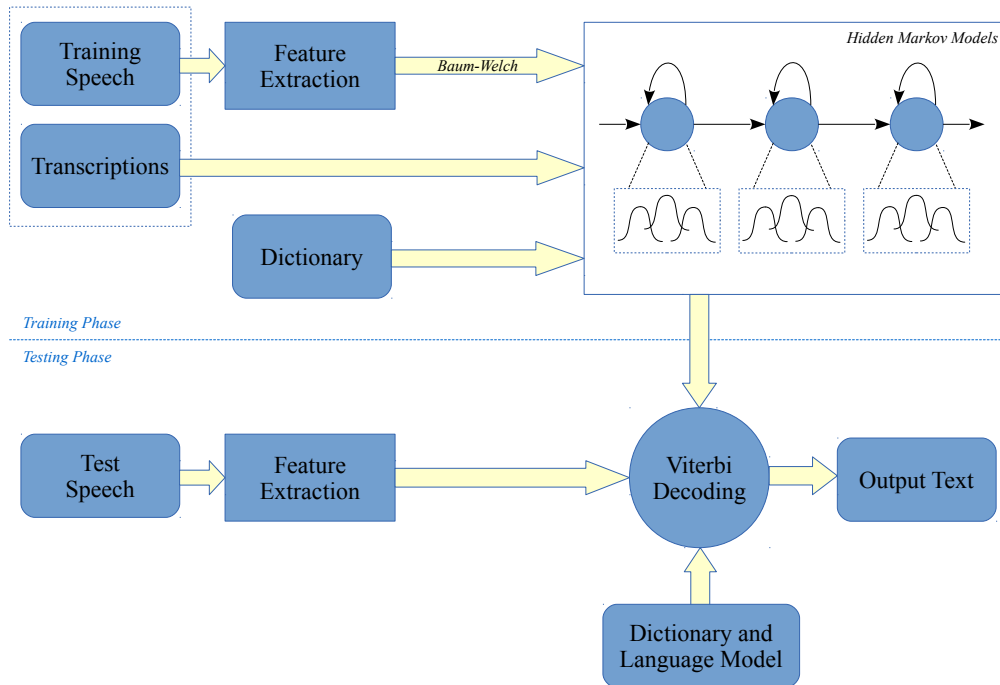 Training
Speech
Feature
Extraction
Baum-Welch
Hidden Markov Models
Transcriptions
Dictionary
Training Phase
Testing Phase
Test
Speech
Feature
Extraction
Viterbi
Decoding
Output Text
Dictionary and
Language Model